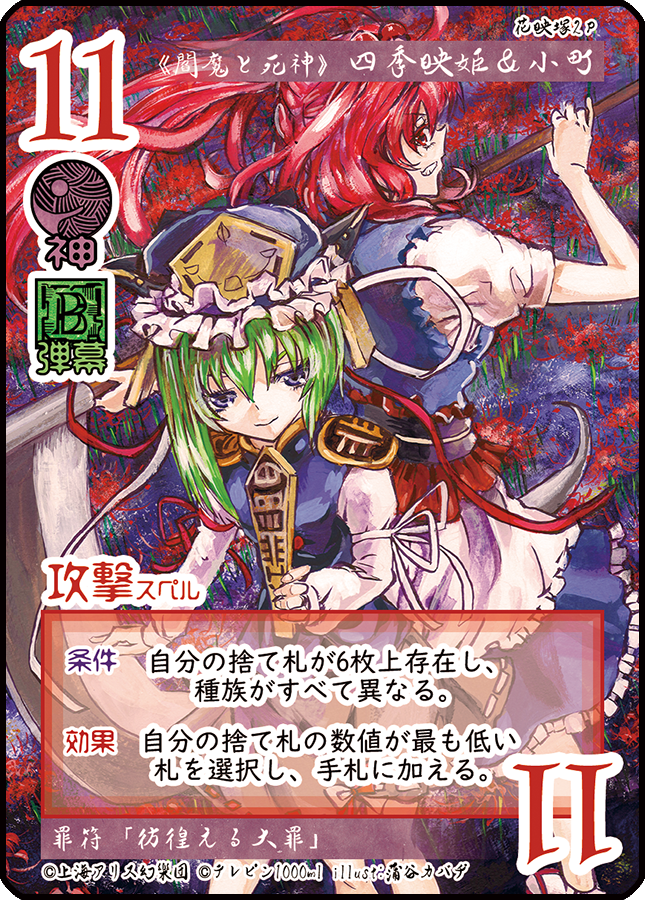 花映塚2P
11
《閻魔と死神》 四季映姫&小町
神
B
弾幕
攻撃スペル
条件 自分の捨て札が6枚上存在し、
種族がすべて異なる。
効果 自分の捨て札の数値が最も低い
札を選択し、手札に加える。
11
罪符「彷徨える大罪」
©上海アリス幻樂団 ©テレピン1000ml illust:蒲谷カバヂ